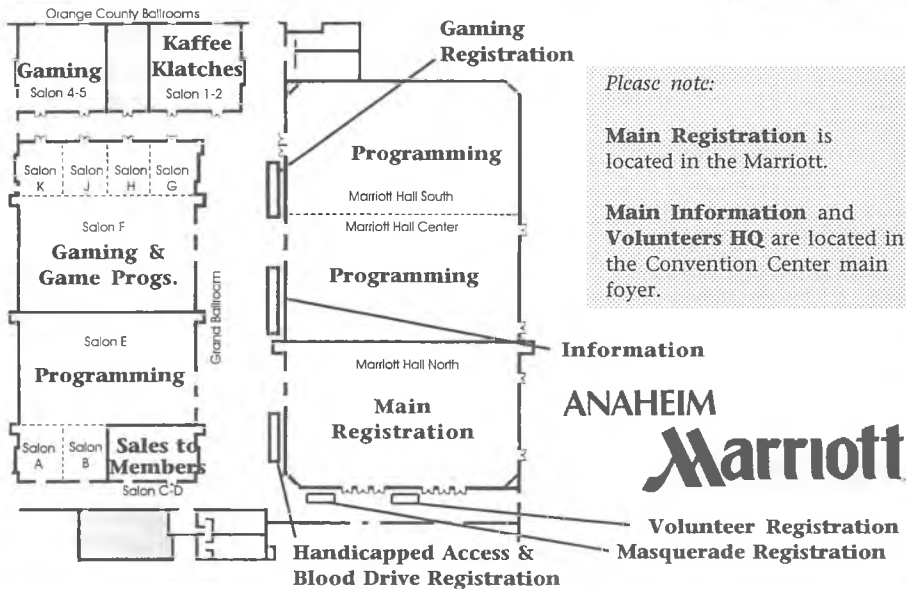 Orange County Ballrooms
Gaming
Salon 4-5
Kaffee
Klatches
Salon 1-2
Gaming
Registration
Please note:
Main Registration is
located in the Marriott.
Main Information and
Volunteers HQ are located in
the Convention Center main
foyer.
Salon
K
Salon
J
Salon
H
Salon
G
Salon F
Gaming &
Game Progs.
Grand Ballroom
Salon E
Programming
Salon
A
Salon
B
Sales to
Members
Salon C-D
Programming
Marriott Hall South
Marriott Hall Center
Programming
Information
Marriott Hall North
Main
Registration
ANAHEIM
Marriott
Volunteer Registration
Masquerade Registration
Handicapped Access &
Blood Drive Registration